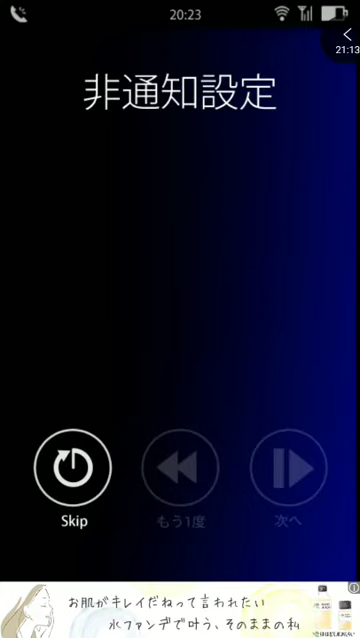 20:23
21:13
非通知設定
Skip
もう1度
次へ
お肌がキレイだねって言われたい
水ファンデで叶う、そのままの私